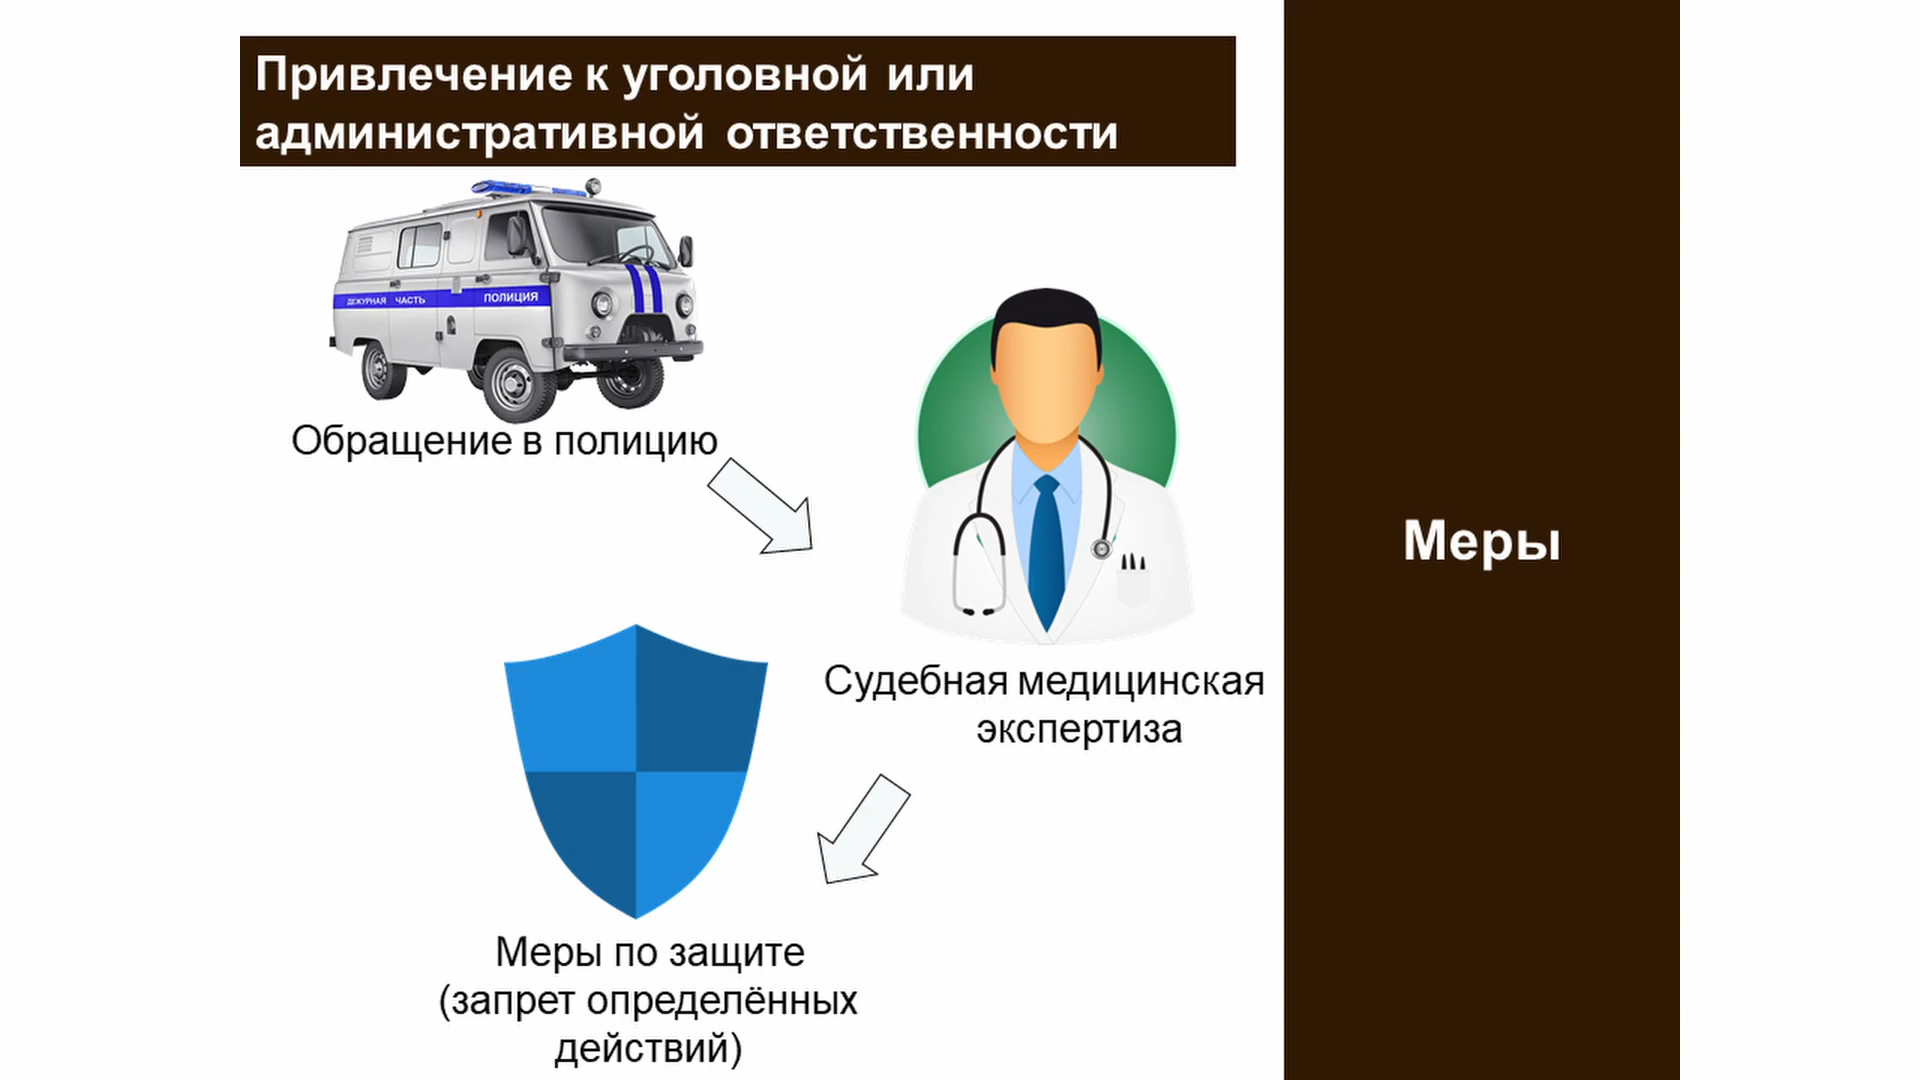 Привлечение к уголовной или
административной ответственности
ДЕЖУРНАЯ ЧАСТЬ
ПОЛИЦИЯ
Обращение в полицию
Судебная медицинская
экспертиза
Меры по защите
(запрет определённых
действий)
Меры